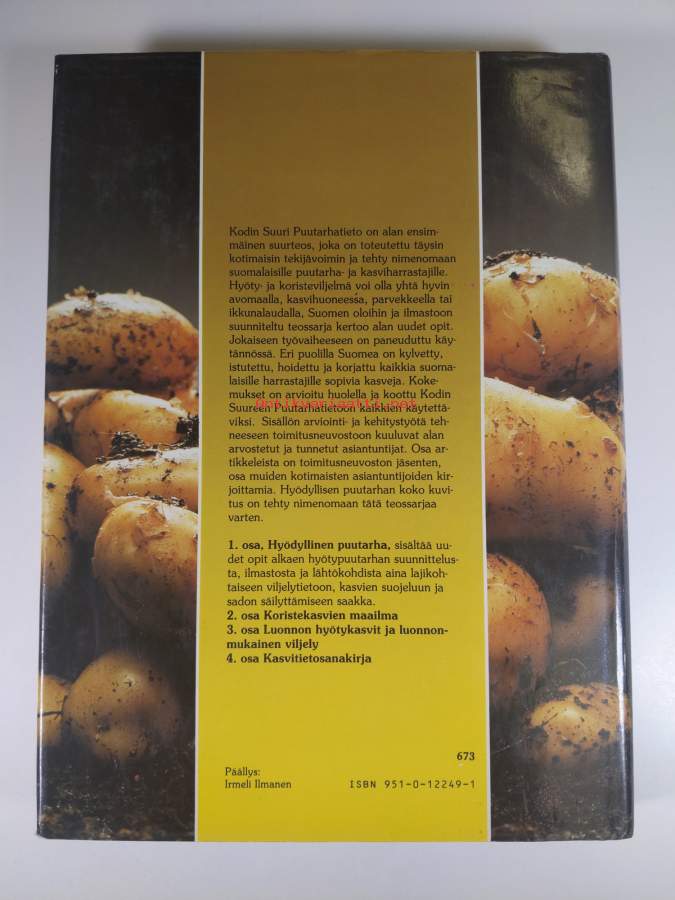 Kodin Suuri Puutarhatieto on alan ensim-
mäinen suurteos, joka on toteutettu täysin
kotimaisin tekijävoimin ja tehty nimenomaan
suomalaisille puutarha- ja kasviharrastajille.
Hyöty- ja koristeviljelmä voi olla yhtä hyvin
avomaalla, kasvihuoneessa, parvekkeella tai
ikkunalaudalla, Suomen oloihin ja ilmastoon
suunniteltu teossarja kertoo alan uudet opit.
Jokaiseen työvaiheeseen on paneuduttu käy-
tännössä. Eri puolilla Suomea on kylvetty,
istutettu, hoidettu ja korjattu kaikkia suoma-
laisille harrastajille sopivia kasveja. Koke-
mukset on arvioitu huolella ja koottu Kodin
Antikvariaatti.net
Suureen Puutarhatietoon kaikkien käytettä-
viksi. Sisällön arviointi- ja kehitystyötä teh-
neeseen toimitusneuvostoon kuuluvat alan
arvostetut ja tunnetut asiantuntijat. Osa ar-
tikkeleista on toimitusneuvoston jäsenten,
osa muiden kotimaisten asiantuntijoiden kir-
joittamia. Hyödyllisen puutarhan koko kuvi-
tus on tehty nimenomaan tätä teossarjaa
varten.
1. osa, Hyödyllinen puutarha, sisältää uu-
det opit alkaen hyötypuutarhan suunnittelus-
ta, ilmastosta ja lähtökohdista aina lajikoh-
taiseen viljelytietoon, kasvien suojeluun ja
sadon säilyttämiseen saakka.
2. osa Koristekasvien maailma
3. osa Luonnon hyötykasvit ja luonnon-
mukainen viljely
4. osa Kasvitietosanakirja
673
Päällys:
Irmeli Ilmanen
ISBN 951-0-12249-1